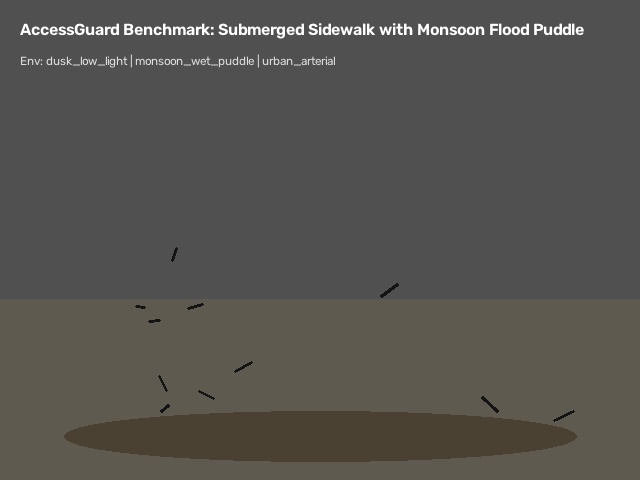 AccessGuard Benchmark: Submerged Sidewalk with Monsoon Flood Puddle
Env: dusk_low_light | monsoon_wet_puddle | urban_arterial